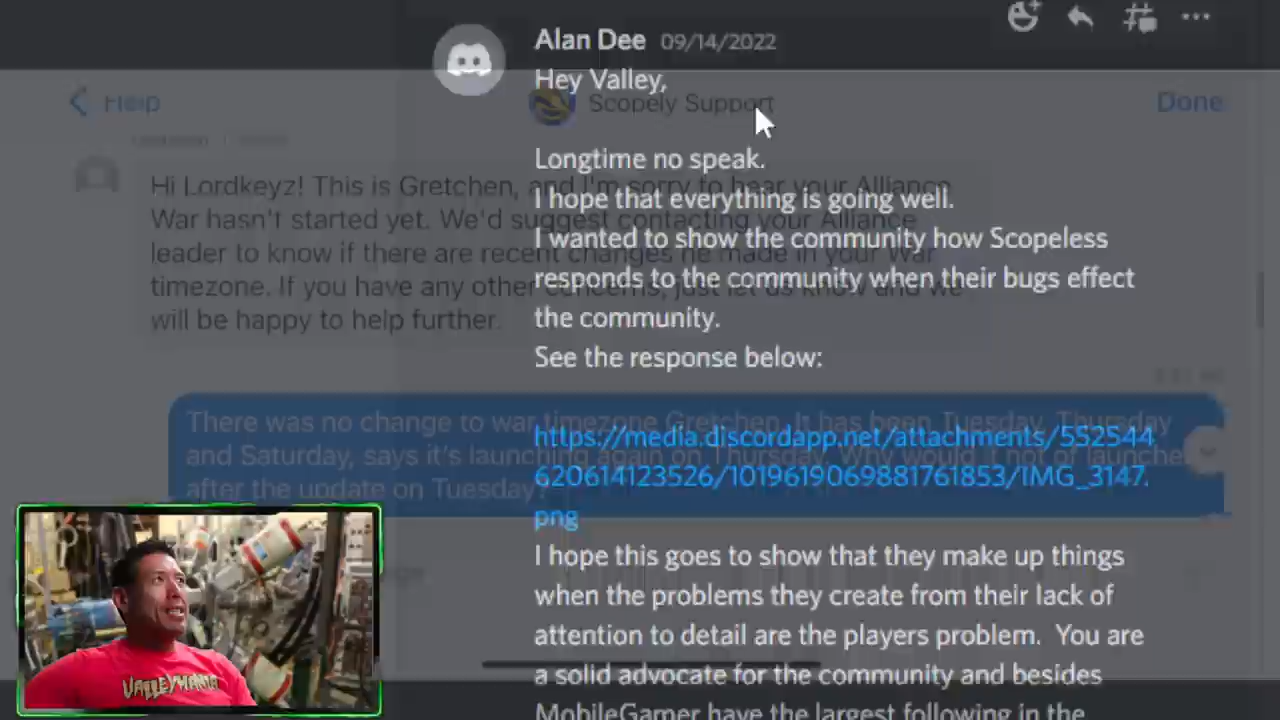 Alan Dee 09/14/2022
Hey Valley,
Longtime no speak.
I hope that everything is going well.
I wanted to show the community how Scopeless
responds to the community when their bugs effect
the community.
See the response below:
https://media.discordapp.net/attachments/552544
620614123526/1019619069881761853/IMG_3147.
png
I hope this goes to show that they make up things
when the problems they create from their lack of
attention to detail are the players problem. You are
a solid advocate for the community and besides
MobileGamer have the largest following in the
Help
Scopely Support
Done
Hi Lordkeyz! This is Gretchen, and I'm sorry to hear your Alliance
War hasn't started yet. We'd suggest contacting your Alliance
leader to know if there are recent changes he made in your War
timezone. If you have any other concerns, just let us know and we
will be happy to help further.
There was no change to war timezone Gretchen. It has been Tuesday, Thursday
and Saturday, says it's launching again on Thursday. Why would it not of launched
after the update on Tuesday?
VALLEYMANIA